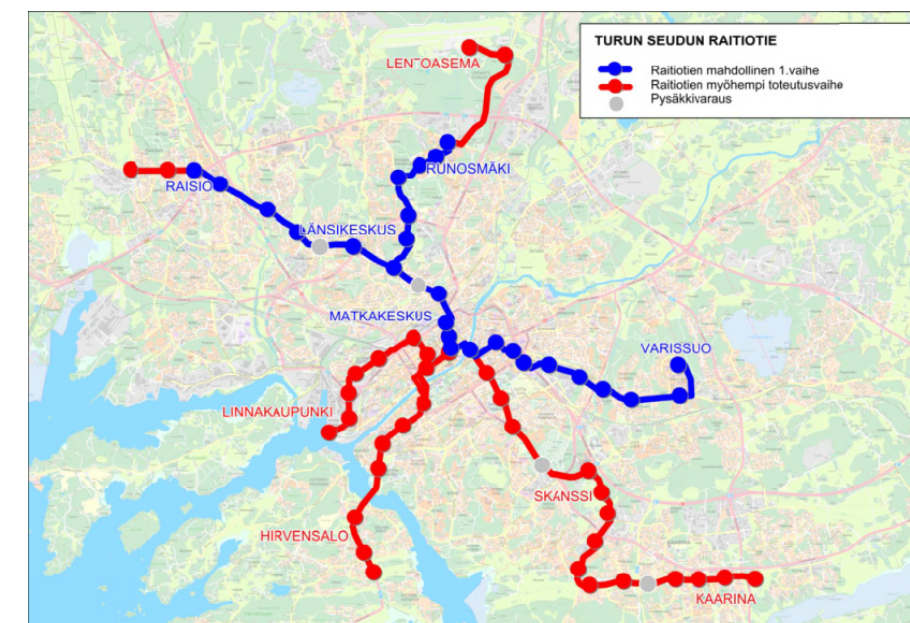 TURUN SEUDUN RAITIOTIE
Raitiotien mahdollinen 1.vaihe
Raitiotien myöhempi toteutusvaihe
Pysäkkivaraus
LENTOASEMA
RUNOSMÄKI
RAISIO
LÄNSIKESKUS
MATKAKESKUS
VARISSUO
LINNAKAUPUNKI
SKANSSI
HIRVENSALO
KAARINA